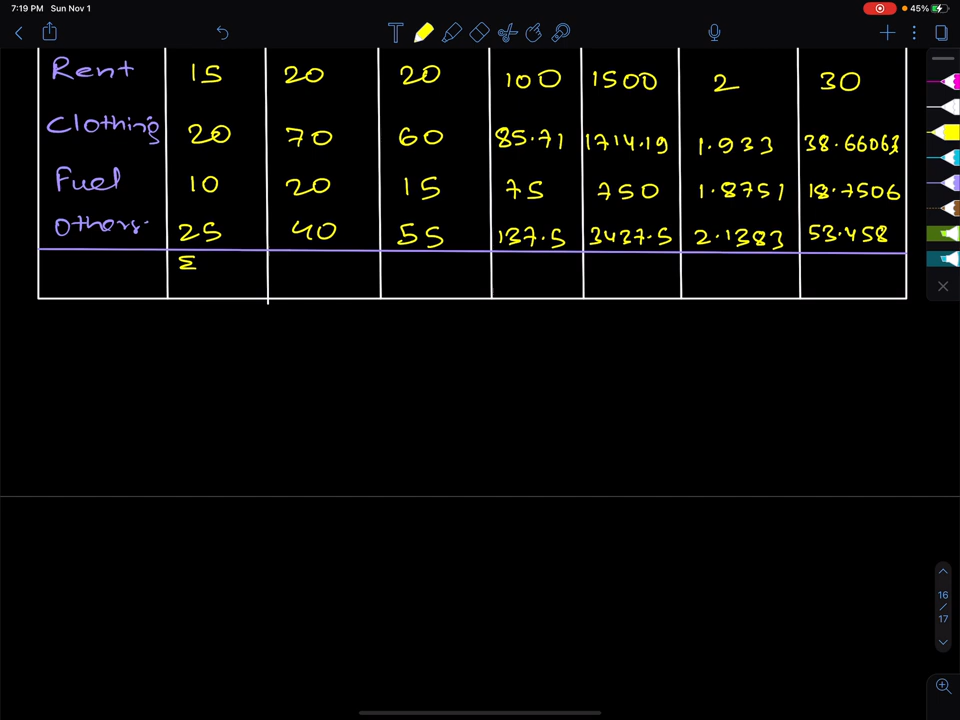 7:19 PM Sun Nov 1 45%
T
Rent 15 20 20 100 1500 2 30
Clothing 20 70 60 85.71 1714.19 1.933 38.66063
Fuel 10 20 15 75 750 1.8751 18.7506
Others 25 40 55 137.5 3437.5 2.1383 53.458
Σ
16
/
17